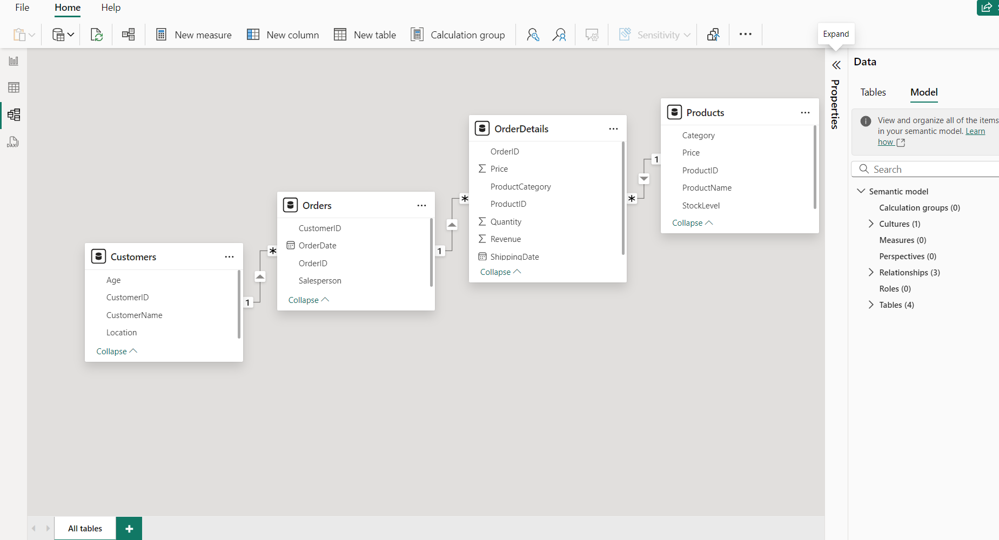 File Home Help
New measure New column New table Calculation group Sensitivity
Expand
Customers
Age
CustomerID
CustomerName
Location
Collapse
1
*
Orders
CustomerID
OrderDate
OrderID
Salesperson
Collapse
1
*
OrderDetails
OrderID
Price
ProductCategory
ProductID
Quantity
Revenue
ShippingDate
Collapse
*
1
Products
Category
Price
ProductID
ProductName
StockLevel
Collapse
Properties
Data
Tables Model
View and organize all of the items
in your semantic model. Learn
how
Search
Semantic model
Calculation groups (0)
Cultures (1)
Measures (0)
Perspectives (0)
Relationships (3)
Roles (0)
Tables (4)
DAX
All tables